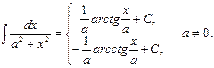 ∫ dx/(a² + x²) = { 1/a arctg x/a + C,
-1/a arcctg x/a + C, a ≠ 0.